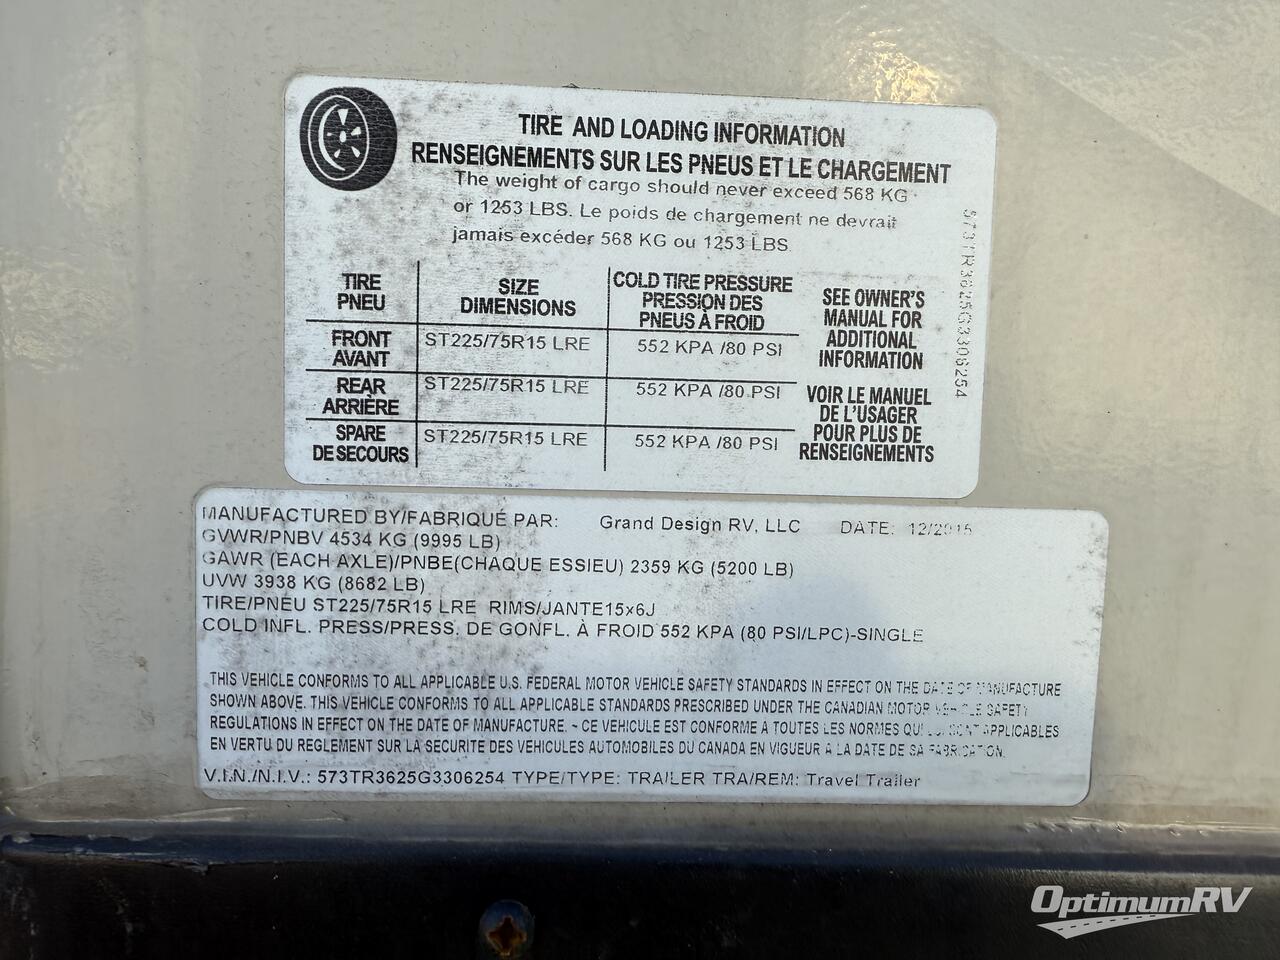 TIRE AND LOADING INFORMATION
RENSEIGNEMENTS SUR LES PNEUS ET LE CHARGEMENT
The weight of cargo should never exceed 568 KG
or 1253 LBS. Le poids de chargement ne devrait
jamais excéder 568 KG ou 1253 LBS
TIRE PNEU
SIZE DIMENSIONS
COLD TIRE PRESSURE PRESSION DES PNEUS À FROID
FRONT AVANT ST225/75R15 LRE 552 KPA /80 PSI
REAR ARRIÈRE ST225/75R15 LRE 552 KPA /80 PSI
SPARE DE SECOURS ST225/75R15 LRE 552 KPA /80 PSI
SEE OWNER'S
MANUAL FOR
ADDITIONAL
INFORMATION
VOIR LE MANUEL
DE L'USAGER
POUR PLUS DE
RENSEIGNEMENTS
573TR3625G3306254
MANUFACTURED BY/FABRIQUÉ PAR: Grand Design RV, LLC DATE: 12/2015
GVWR/PNBV 4534 KG (9995 LB)
GAWR (EACH AXLE)/PNBE(CHAQUE ESSIEU) 2359 KG (5200 LB)
UVW 3938 KG (8682 LB)
TIRE/PNEU ST225/75R15 LRE RIMS/JANTE15x6J
COLD INFL. PRESS/PRESS. DE GONFL. À FROID 552 KPA (80 PSI/LPC)-SINGLE
THIS VEHICLE CONFORMS TO ALL APPLICABLE U.S. FEDERAL MOTOR VEHICLE SAFETY STANDARDS IN EFFECT ON THE DATE OF MANUFACTURE
SHOWN ABOVE. THIS VEHICLE CONFORMS TO ALL APPLICABLE STANDARDS PRESCRIBED UNDER THE CANADIAN MOTOR VEHICLE SAFETY
REGULATIONS IN EFFECT ON THE DATE OF MANUFACTURE. - CE VEHICULE EST CONFORME A TOUTES LES NORMES QUI LUI SONT APPLICABLES
EN VERTU DU REGLEMENT SUR LA SECURITE DES VEHICULES AUTOMOBILES DU CANADA EN VIGUEUR A LA DATE DE SA FABRICATION.
V.I.N./N.I.V.: 573TR3625G3306254 TYPE/TYPE: TRAILER TRA/REM: Travel Trailer
OptimumRV